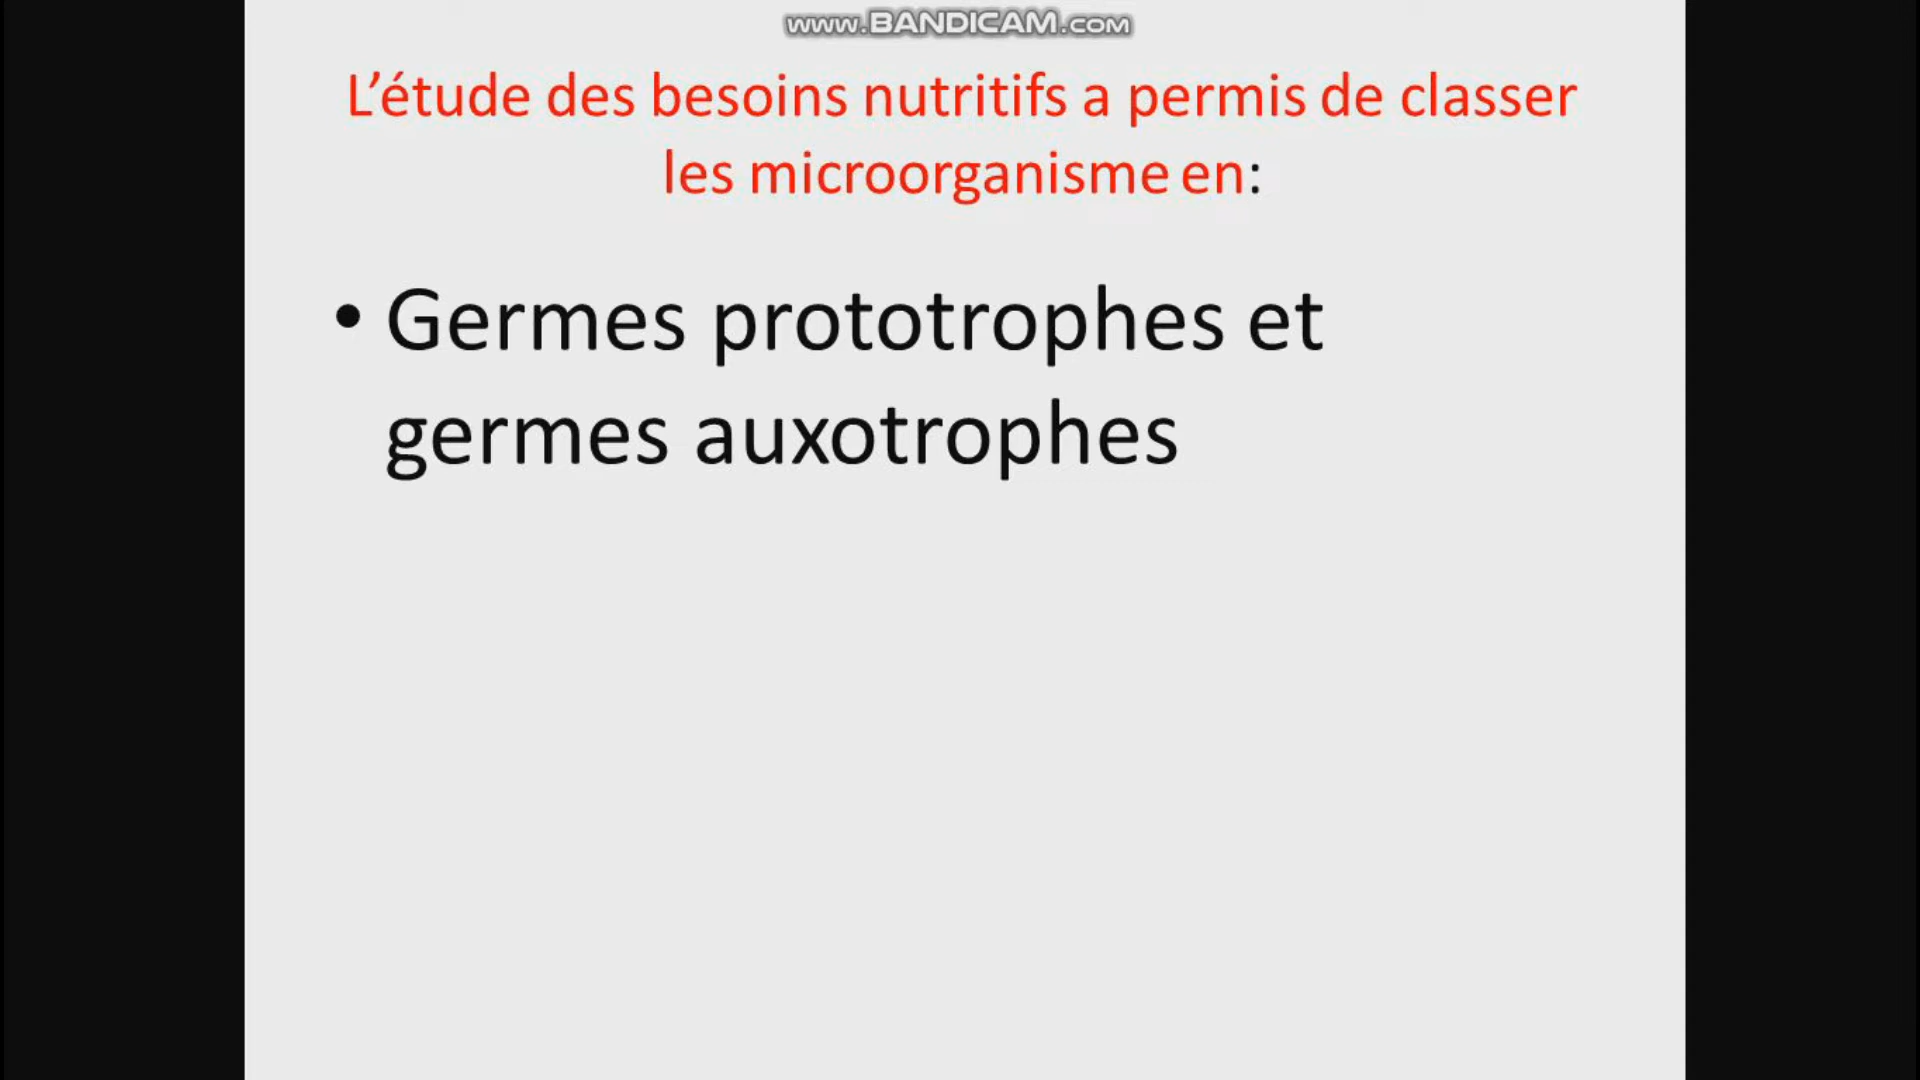 www.BANDICAM.com
L’étude des besoins nutritifs a permis de classer
les microorganisme en:
• Germes prototrophes et
germes auxotrophes